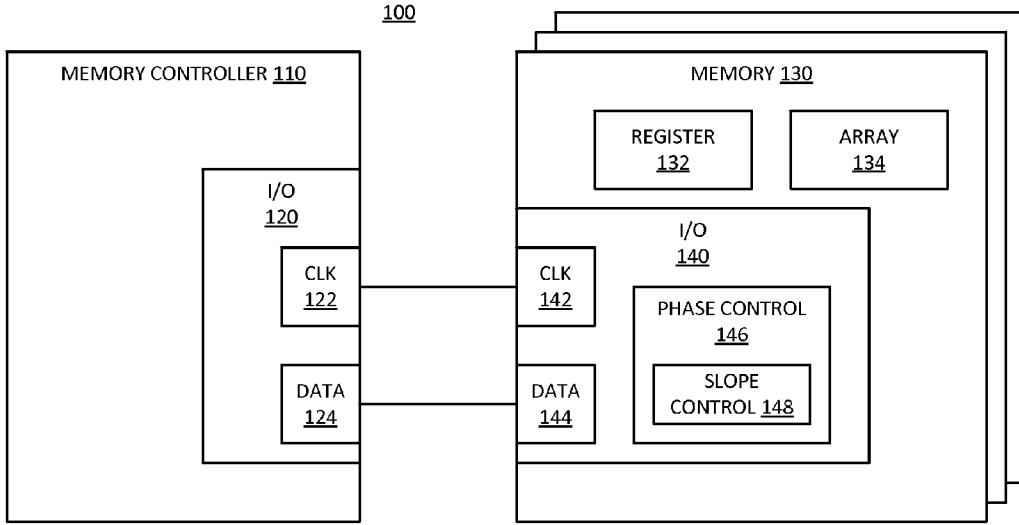 100
MEMORY CONTROLLER 110
I/O
120
CLK
122
DATA
124
MEMORY 130
REGISTER
132
ARRAY
134
I/O
140
CLK
142
DATA
144
PHASE CONTROL
146
SLOPE
CONTROL 148